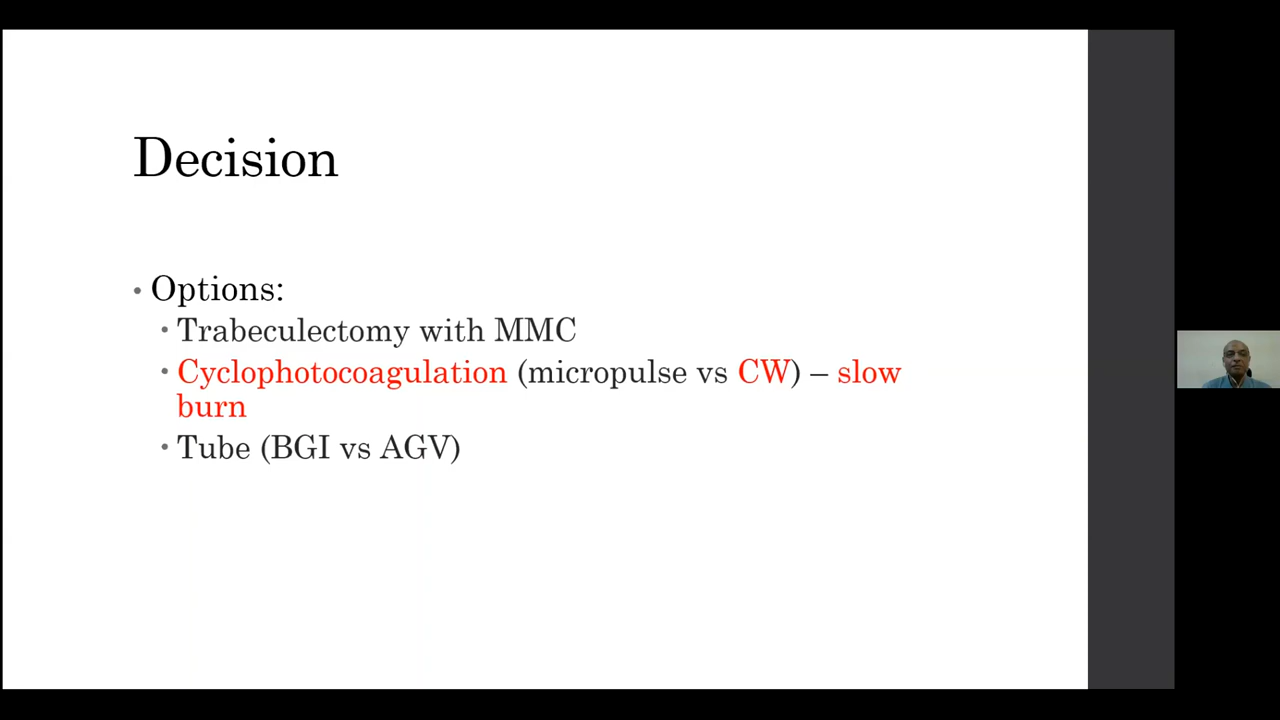 Decision
• Options:
• Trabeculectomy with MMC
• Cyclophotocoagulation (micropulse vs CW) – slow
burn
• Tube (BGI vs AGV)